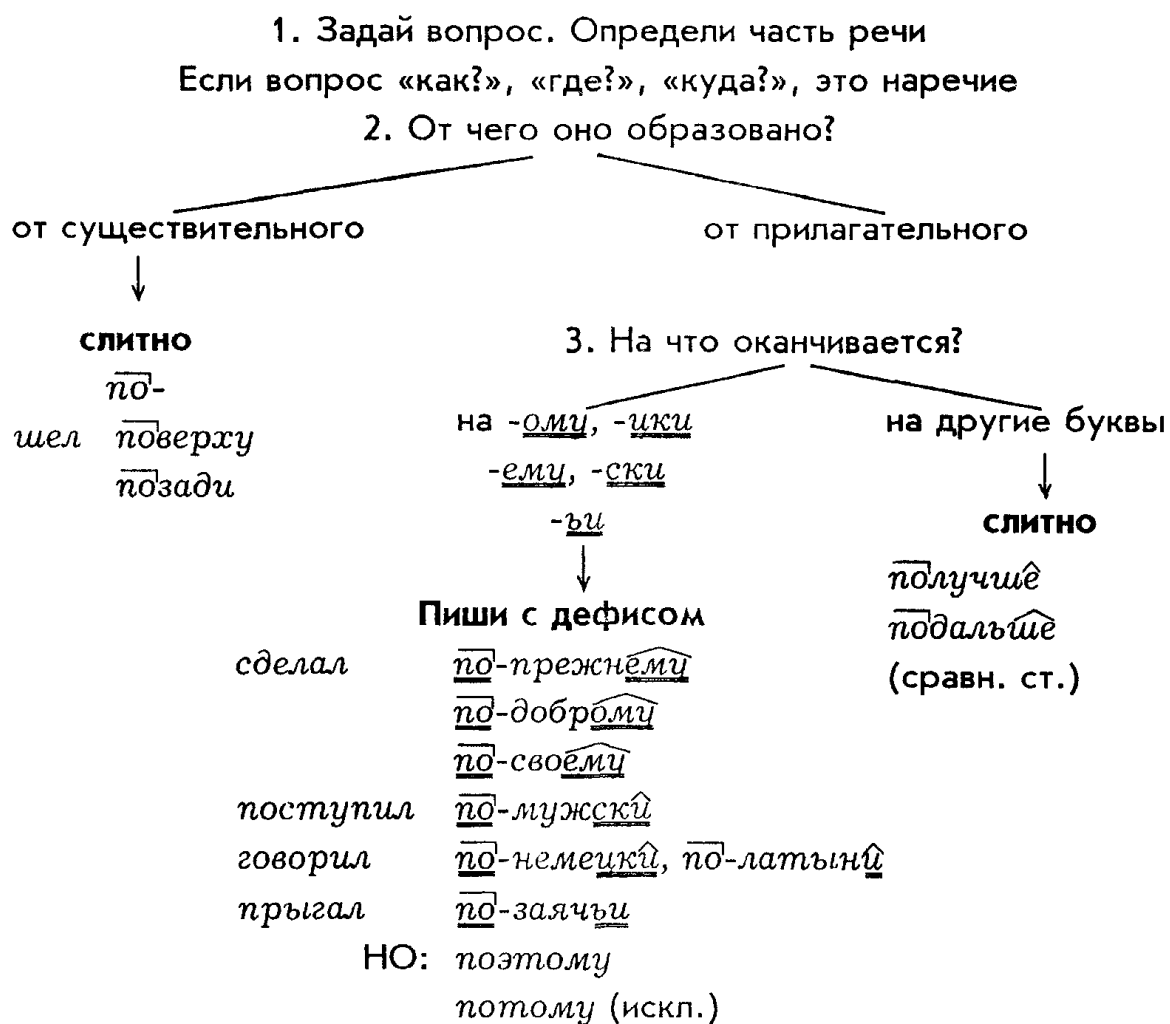 1. Задай вопрос. Определи часть речи
Если вопрос «как?», «где?», «куда?», это наречие
2. От чего оно образовано?
от существительного
от прилагательного
слитно
по-
шел поверху
позади
3. На что оканчивается?
на -ому, -цки
-ему, -ски
-ьи
на другие буквы
слитно
получше
подальше
(сравн. ст.)
Пиши с дефисом
сделал по-прежнему
по-доброму
по-своему
поступил по-мужски
говорил по-немецки, по-латыни
прыгал по-заячьи
НО: поэтому
потому (искл.)